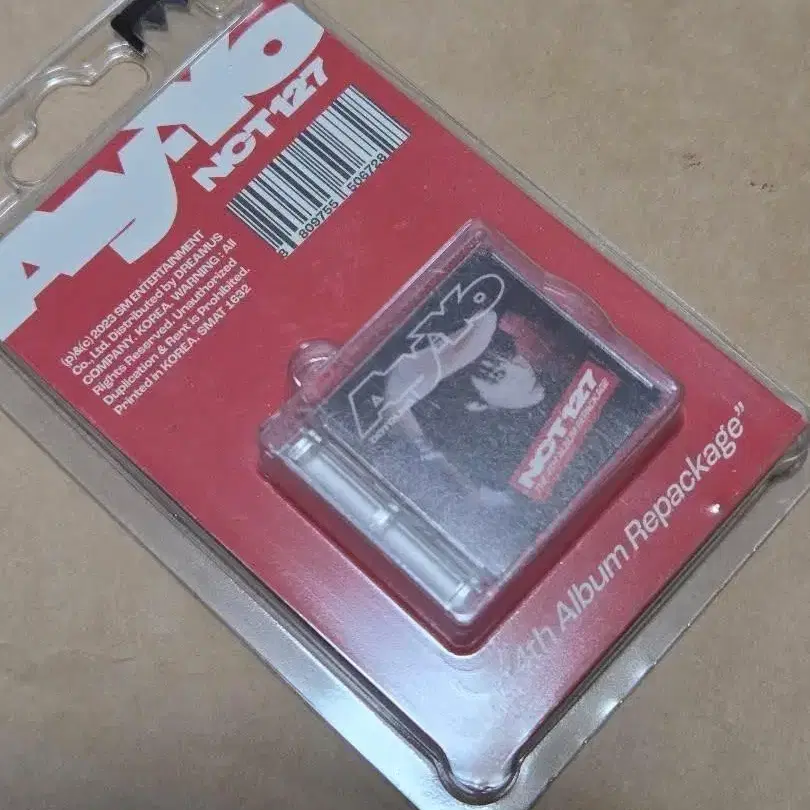 Ay-Yo
NCT 127
8 809755 508728
(p)&(c) 2023 SM ENTERTAINMENT
Co., Ltd. Distributed by DREAMUS
COMPANY. KOREA. WARNING : All
Rights Reserved. Unauthorized
Duplication & Rent is Prohibited.
Printed in KOREA. SMAT 1632
Ay-Yo
NCT 127
4th Album Repackage”